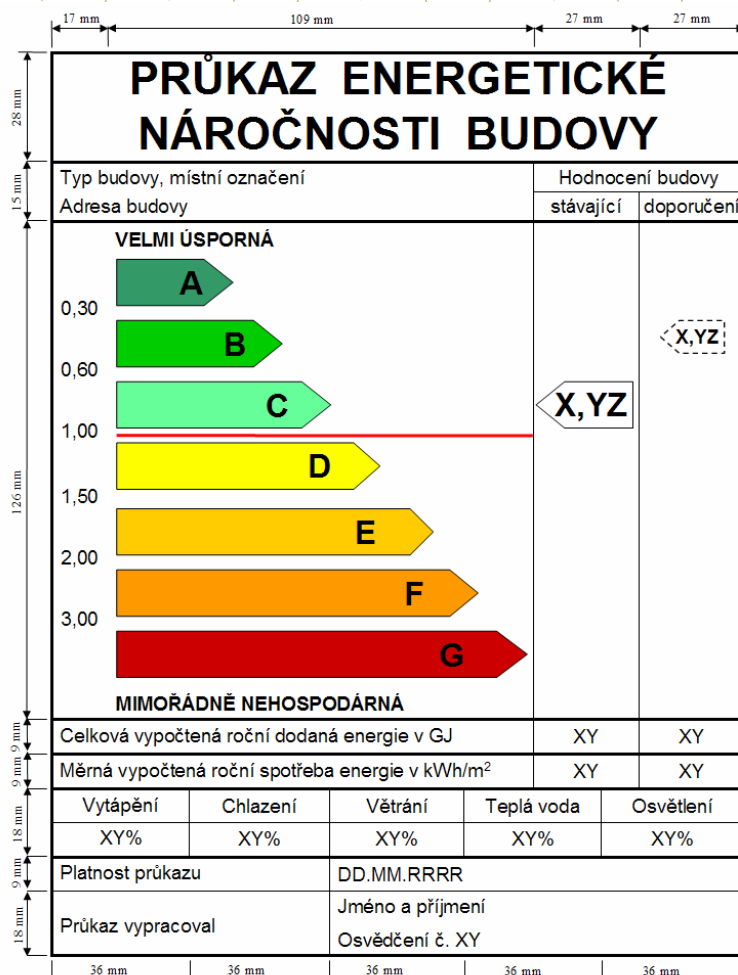 17 mm 109 mm 27 mm 27 mm
28 mm
PRŮKAZ ENERGETICKÉ
NÁROČNOSTI BUDOVY
15 mm
Typ budovy, místní označení
Adresa budovy
Hodnocení budovy
stávající doporučení
126 mm
VELMI ÚSPORNÁ
A
0,30
B X,YZ
0,60
C X,YZ
1,00
D
1,50
E
2,00
F
3,00
G
MIMOŘÁDNĚ NEHOSPODÁRNÁ
9 mm
Celková vypočtená roční dodaná energie v GJ XY XY
9 mm
Měrná vypočtená roční spotřeba energie v kWh/m² XY XY
18 mm
Vytápění Chlazení Větrání Teplá voda Osvětlení
XY% XY% XY% XY% XY%
9 mm
Platnost průkazu DD.MM.RRRR
18 mm
Průkaz vypracoval
Jméno a příjmení
Osvědčení č. XY
36 mm 36 mm 36 mm 36 mm 36 mm